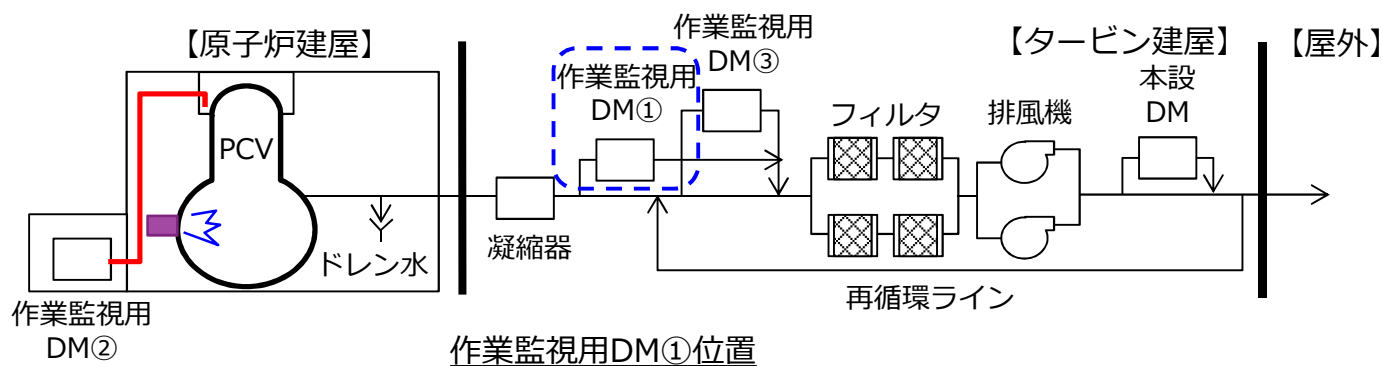 【原子炉建屋】
作業監視用
DM③
【タービン建屋】
【屋外】
作業監視用
DM①
本設
DM
フィルタ
排風機
PCV
凝縮器
ドレン水
再循環ライン
作業監視用
DM②
作業監視用DM①位置